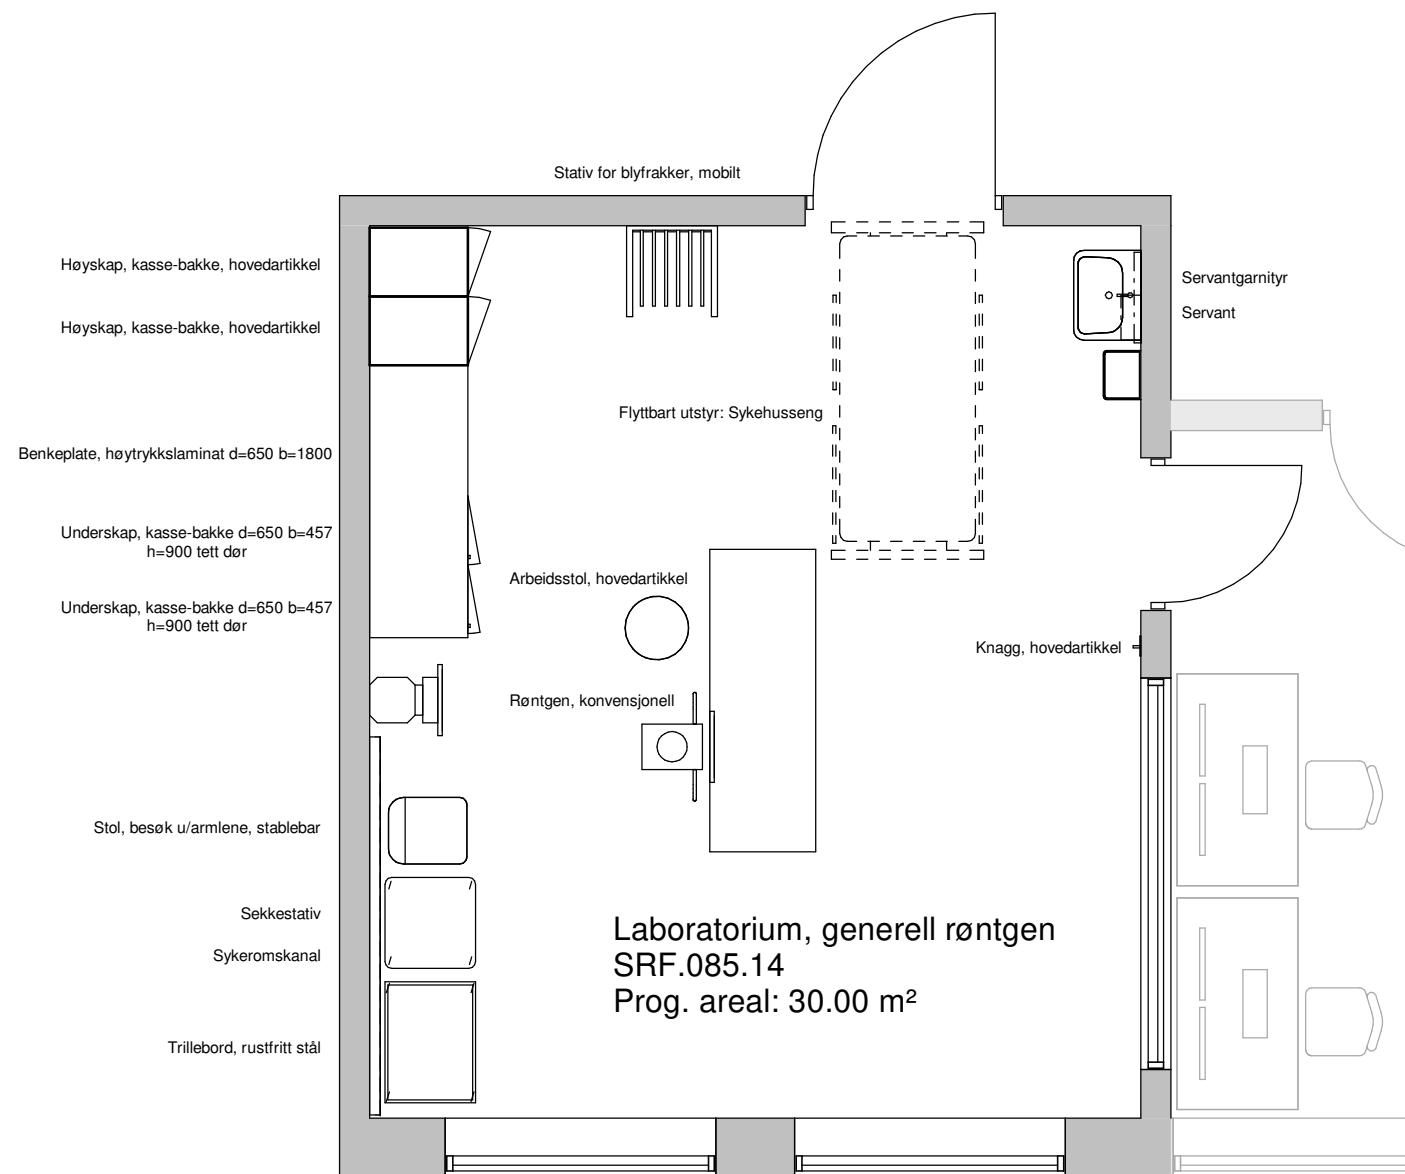 Stativ for blyfrakker, mobilt
Høyskap, kasse-bakke, hovedartikkel
Servantgarnityr
Servant
Høyskap, kasse-bakke, hovedartikkel
Flyttbart utstyr: Sykehusseng
Benkeplate, høytrykkslaminat d=650 b=1800
Underskap, kasse-bakke d=650 b=457
h=900 tett dør
Arbeidsstol, hovedartikkel
Underskap, kasse-bakke d=650 b=457
h=900 tett dør
Knagg, hovedartikkel
Røntgen, konvensjonell
Stol, besøk u/armlene, stablebar
Sekkestativ
Sykeromskanal
Trillebord, rustfritt stål
Laboratorium, generell røntgen
SRF.085.14
Prog. areal: 30.00 m²